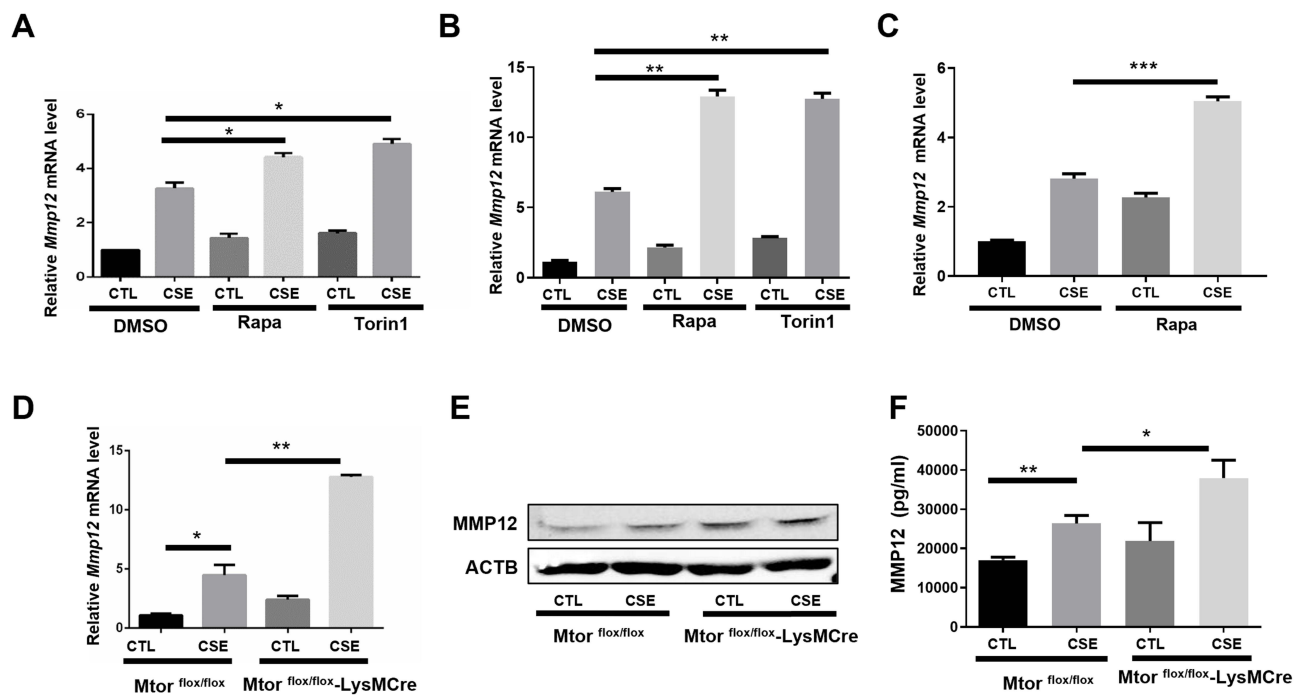 A
Relative Mmp12 mRNA level
6
4
2
0
*
*
CTL CSE CTL CSE CTL CSE
DMSO Rapa Torin1
B
Relative Mmp12 mRNA level
15
10
5
0
**
**
CTL CSE CTL CSE CTL CSE
DMSO Rapa Torin1
C
Relative Mmp12 mRNA level
6
4
2
0
***
CTL CSE CTL CSE
DMSO Rapa
D
Relative Mmp12 mRNA level
15
10
5
0
*
**
CTL CSE CTL CSE
Mtor flox/flox Mtor flox/flox-LysMCre
E
MMP12
ACTB
CTL CSE CTL CSE
Mtor flox/flox Mtor flox/flox-LysMCre
F
MMP12 (pg/ml)
50000
40000
30000
20000
10000
0
**
*
CTL CSE CTL CSE
Mtor flox/flox Mtor flox/flox-LysMCre